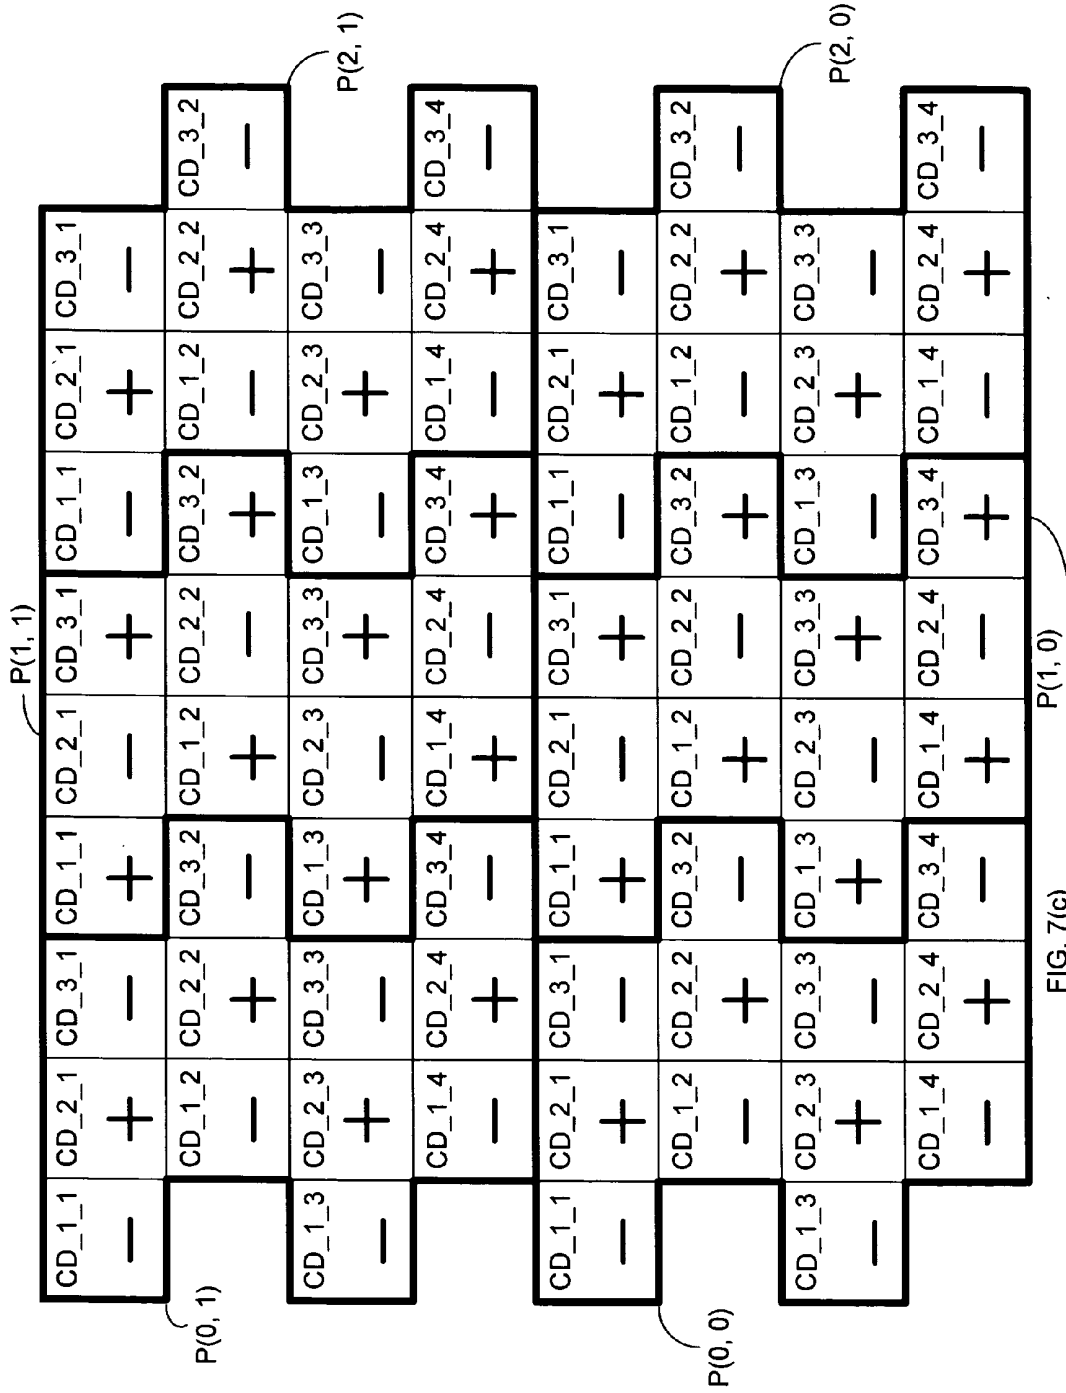 P(1, 1)
CD_1_1 CD_2_1 CD_3_1 CD_1_1 CD_2_1 CD_3_1 CD_1_1 CD_2_1 CD_3_1
− + − + − + − + −
CD_1_2 CD_2_2 CD_3_2 CD_1_2 CD_2_2 CD_3_2 CD_1_2 CD_2_2 CD_3_2
− + − + − + − + −
P(0, 1)
CD_1_3 CD_2_3 CD_3_3 CD_1_3 CD_2_3 CD_3_3 CD_1_3 CD_2_3 CD_3_3
− + − + − + − + −
P(2, 1)
CD_1_4 CD_2_4 CD_3_4 CD_1_4 CD_2_4 CD_3_4 CD_1_4 CD_2_4 CD_3_4
− + − + − + − + −
CD_1_1 CD_2_1 CD_3_1 CD_1_1 CD_2_1 CD_3_1 CD_1_1 CD_2_1 CD_3_1
− + − + − + − + −
CD_1_2 CD_2_2 CD_3_2 CD_1_2 CD_2_2 CD_3_2 CD_1_2 CD_2_2 CD_3_2
− + − + − + − + −
P(0, 0)
CD_1_3 CD_2_3 CD_3_3 CD_1_3 CD_2_3 CD_3_3 CD_1_3 CD_2_3 CD_3_3
− + − + − + − + −
P(2, 0)
CD_1_4 CD_2_4 CD_3_4 CD_1_4 CD_2_4 CD_3_4 CD_1_4 CD_2_4 CD_3_4
− + − + − + − + −
P(1, 0)
FIG. 7(c)